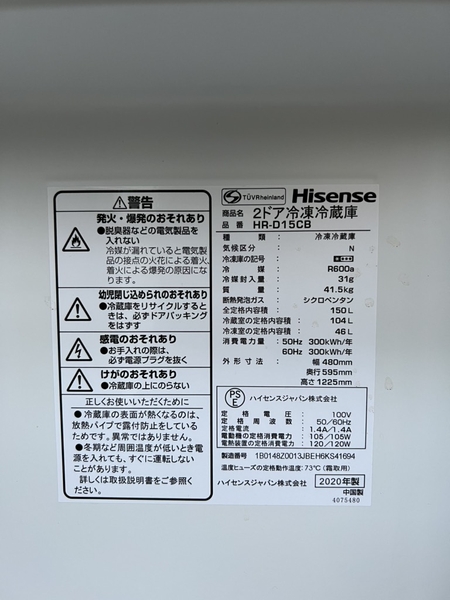 ⚠警告
発火・爆発のおそれあり
●脱臭器などの電気製品を
入れない
冷媒が漏れていると電気製
品の接点の火花による着火、
着火した冷媒の爆発の原因に
なります。
幼児閉じ込められのおそれあり
●冷蔵庫をリサイクルすると
きは、必ずドアパッキング
をはずす
感電のおそれあり
●お手入れの際は、
必ず電源プラグを抜く
けがのおそれあり
●冷蔵庫の上にのらない
正しくお使いいただくために
●冷蔵庫の表面が熱くなるのは、
放熱パイプで露付き防止をしているた
めです。異常ではありません。
●冬期など周囲温度が低いとき電
源を入れても、すぐに運転しない
ことがあります。
詳しくは取扱説明書をご参照ください。
TÜVRheinland Hisense
商品名 2ドア冷凍冷蔵庫
品番 HR-D15CB
種類: 冷凍冷蔵庫
気候区分: N
冷凍庫の記号:
冷媒: R600a
冷媒封入量: 31g
質量: 41.5kg
断熱発泡ガス: シクロペンタン
全定格内容積: 150L
冷蔵室の定格内容積: 104L
冷凍室の定格内容積: 46L
消費電力量: 50Hz 300kWh/年
60Hz 300kWh/年
外形寸法: 幅 480mm
奥行 595mm
高さ 1225mm
PSE ハイセンスジャパン株式会社
定格電圧: 100V
定格周波数: 50/60Hz
定格電流: 1.4A/1.4A
電動機の定格消費電力: 105/105W
電熱装置の定格消費電力: 120/120W
製造番号: 1B0148Z0013JBEH6KS41694
温度ヒューズの定格動作温度: 73℃(霜取用)
ハイセンスジャパン株式会社
2020年製
中国製
4075480